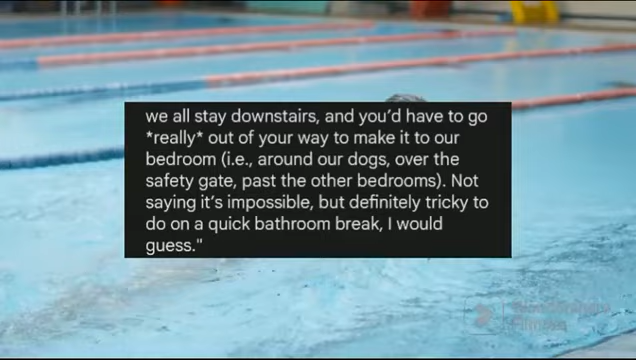 we all stay downstairs, and you'd have to go
*really* out of your way to make it to our
bedroom (i.e., around our dogs, over the
safety gate, past the other bedrooms). Not
saying it's impossible, but definitely tricky to
do on a quick bathroom break, I would
guess."